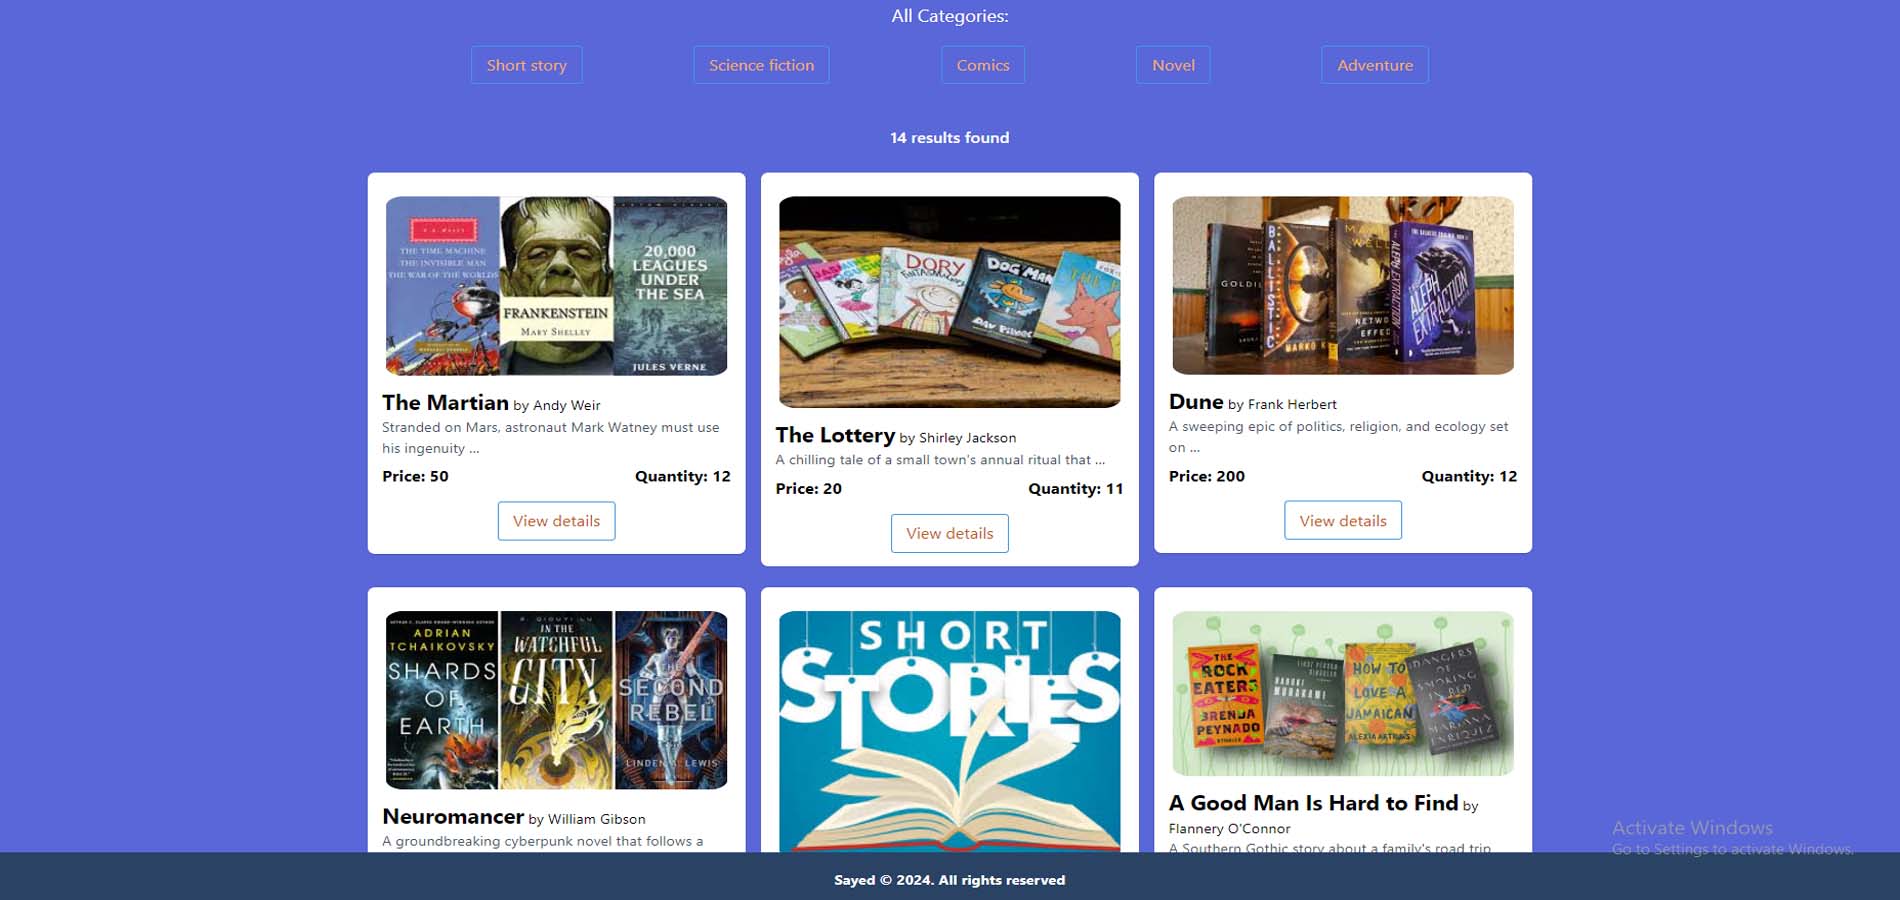 All Categories:
Short story
Science fiction
Comics
Novel
Adventure
14 results found
THE TIME MACHINE
THE INVISIBLE MAN
THE WAR OF THE WORLDS
FRANKENSTEIN
MARY SHELLEY
20,000
LEAGUES
UNDER
THE SEA
JULES VERNE
The Martian by Andy Weir
Stranded on Mars, astronaut Mark Watney must use
his ingenuity ...
Price: 50 Quantity: 12
View details
DORY
DOG MAN
The Lottery by Shirley Jackson
A chilling tale of a small town's annual ritual that ...
Price: 20 Quantity: 11
View details
BALLISTIC
MARKO K
ALEPH
EXTRACTION
Dune by Frank Herbert
A sweeping epic of politics, religion, and ecology set
on ...
Price: 200 Quantity: 12
View details
ADRIAN
TCHAIKOVSKY
SHARDS
OF
EARTH
IN THE
WATCHFUL
CITY
THE
SECOND
REBEL
LINDEN A. LEWIS
Neuromancer by William Gibson
A groundbreaking cyberpunk novel that follows a
SHORT
STORIES
THE
ROCK
EATERS
BRENDA
PEYNADO
STORIES
HARUKI
MURAKAMI
HOW TO
LOVE A
JAMAICAN
ALEXIA ARTHURS
DANGERS
OF
SMOKING
IN BED
MARIANA
ENRIQUEZ
A Good Man Is Hard to Find by
Flannery O'Connor
A Southern Gothic story about a family's road trip
Activate Windows
Go to Settings to activate Windows.
Sayed © 2024. All rights reserved